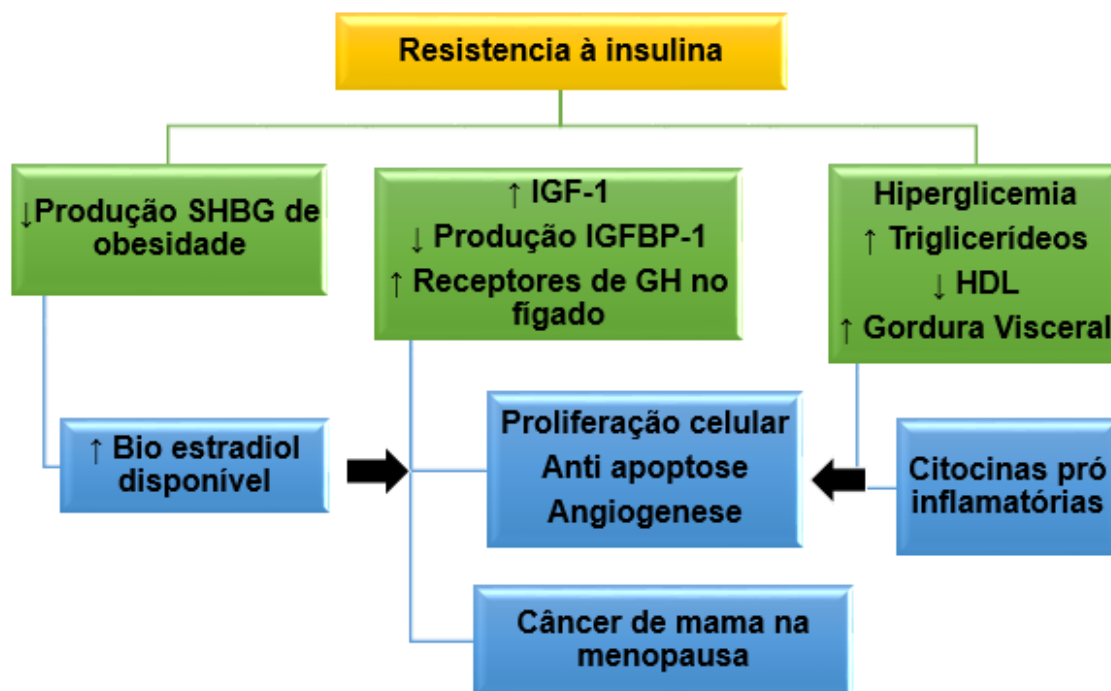 Resistencia à insulina
↓Produção SHBG de
obesidade
↑ IGF-1
↓ Produção IGFBP-1
↑ Receptores de GH no
fígado
Hiperglicemia
↑ Triglicerídeos
↓ HDL
↑ Gordura Visceral
↑ Bio estradiol
disponível
Proliferação celular
Anti apoptose
Angiogenese
Citocinas pró
inflamatórias
Câncer de mama na
menopausa